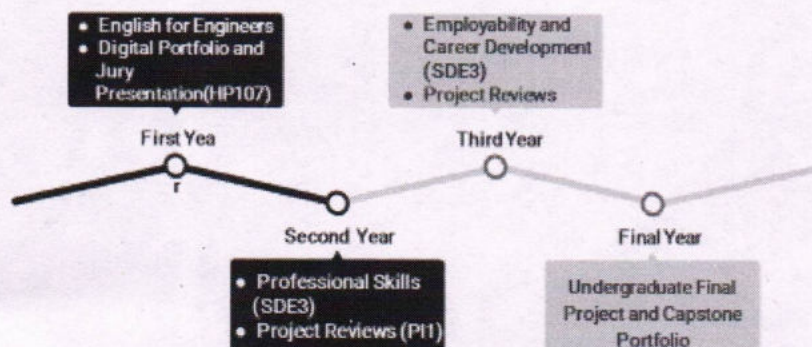 ● English for Engineers
● Digital Portfolio and
Jury
Presentation(HP107)
First Yea
r
● Employability and
Career Development
(SDE3)
● Project Reviews
Third Year
Second Year
● Professional Skills
(SDE3)
● Project Reviews (PI1)
Final Year
Undergraduate Final
Project and Capstone
Portfolio